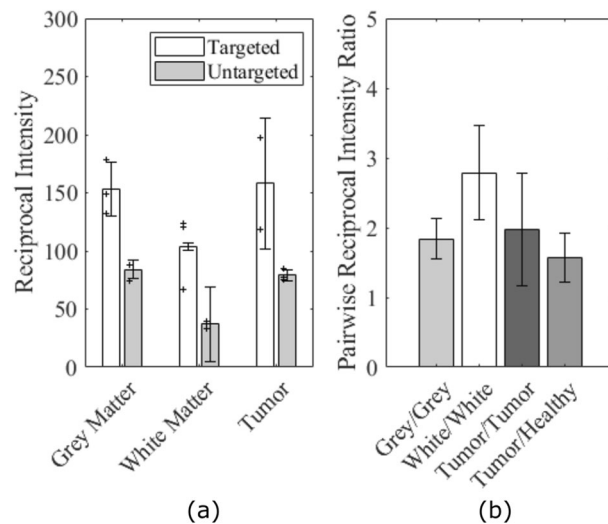 300
250
200
150
100
50
0
Reciprocal Intensity
Targeted
Untargeted
Grey Matter
White Matter
Tumor
(a)
5
4
3
2
1
0
Pairwise Reciprocal Intensity Ratio
Grey/Grey
White/White
Tumor/Tumor
Tumor/Healthy
(b)